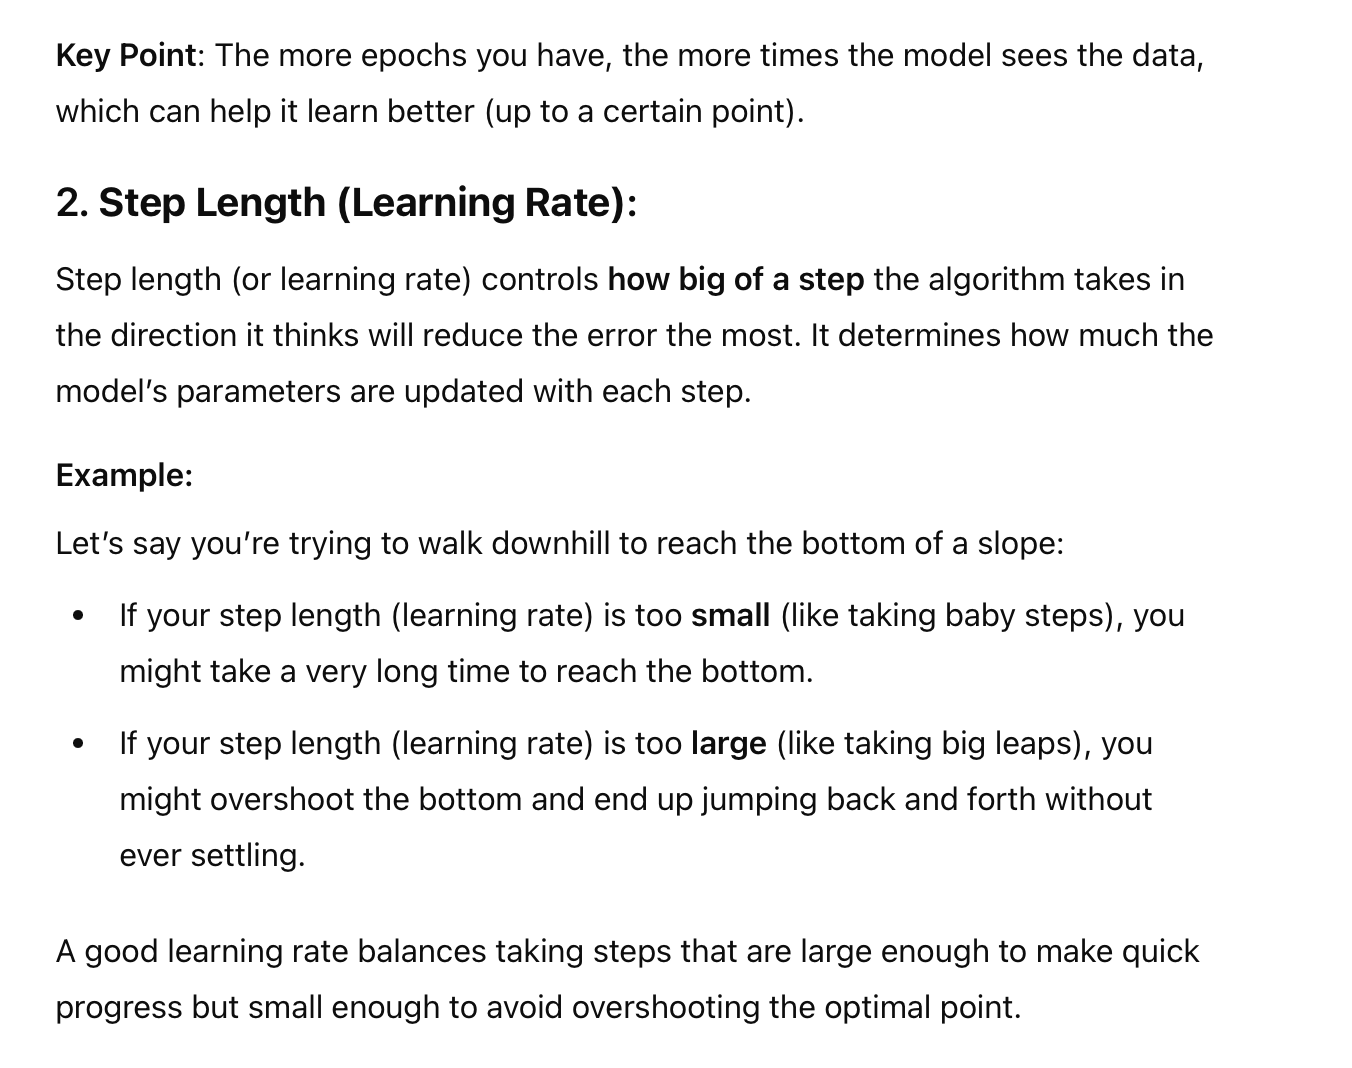 Key Point: The more epochs you have, the more times the model sees the data,
which can help it learn better (up to a certain point).
2. Step Length (Learning Rate):
Step length (or learning rate) controls how big of a step the algorithm takes in
the direction it thinks will reduce the error the most. It determines how much the
model’s parameters are updated with each step.
Example:
Let’s say you’re trying to walk downhill to reach the bottom of a slope:
• If your step length (learning rate) is too small (like taking baby steps), you
might take a very long time to reach the bottom.
• If your step length (learning rate) is too large (like taking big leaps), you
might overshoot the bottom and end up jumping back and forth without
ever settling.
A good learning rate balances taking steps that are large enough to make quick
progress but small enough to avoid overshooting the optimal point.